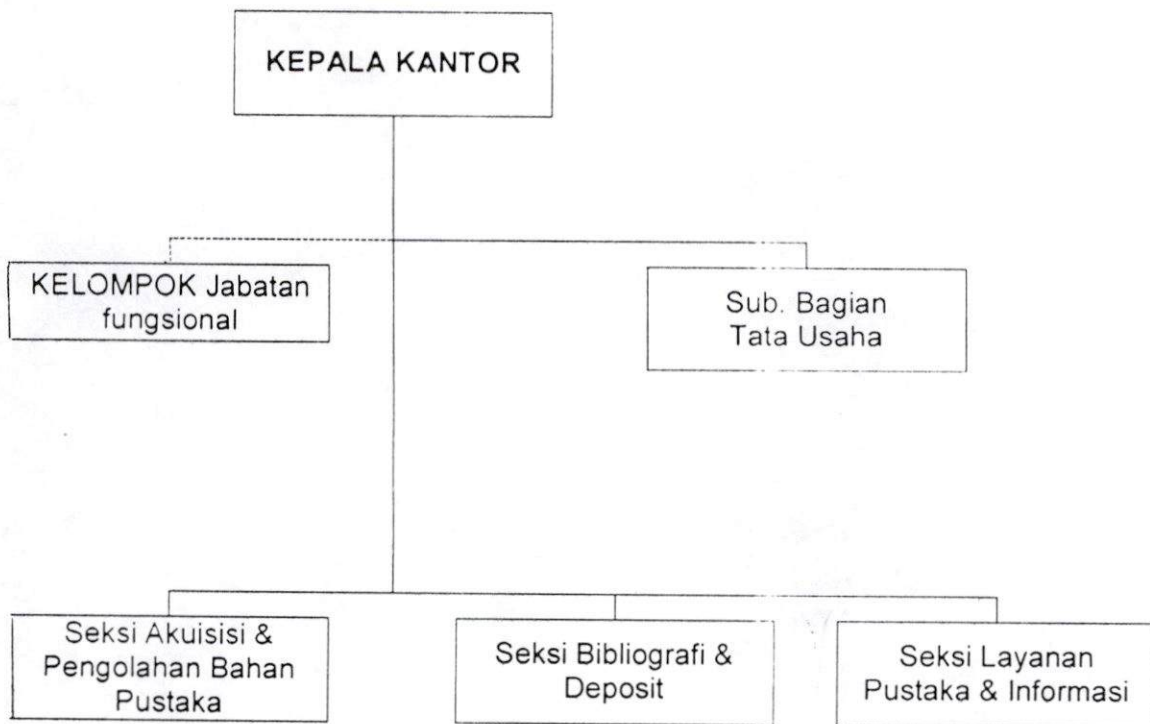 KEPALA KANTOR
KELOMPOK Jabatan
fungsional
Sub. Bagian
Tata Usaha
Seksi Akuisisi &
Pengolahan Bahan
Pustaka
Seksi Bibliografi &
Deposit
Seksi Layanan
Pustaka & Informasi